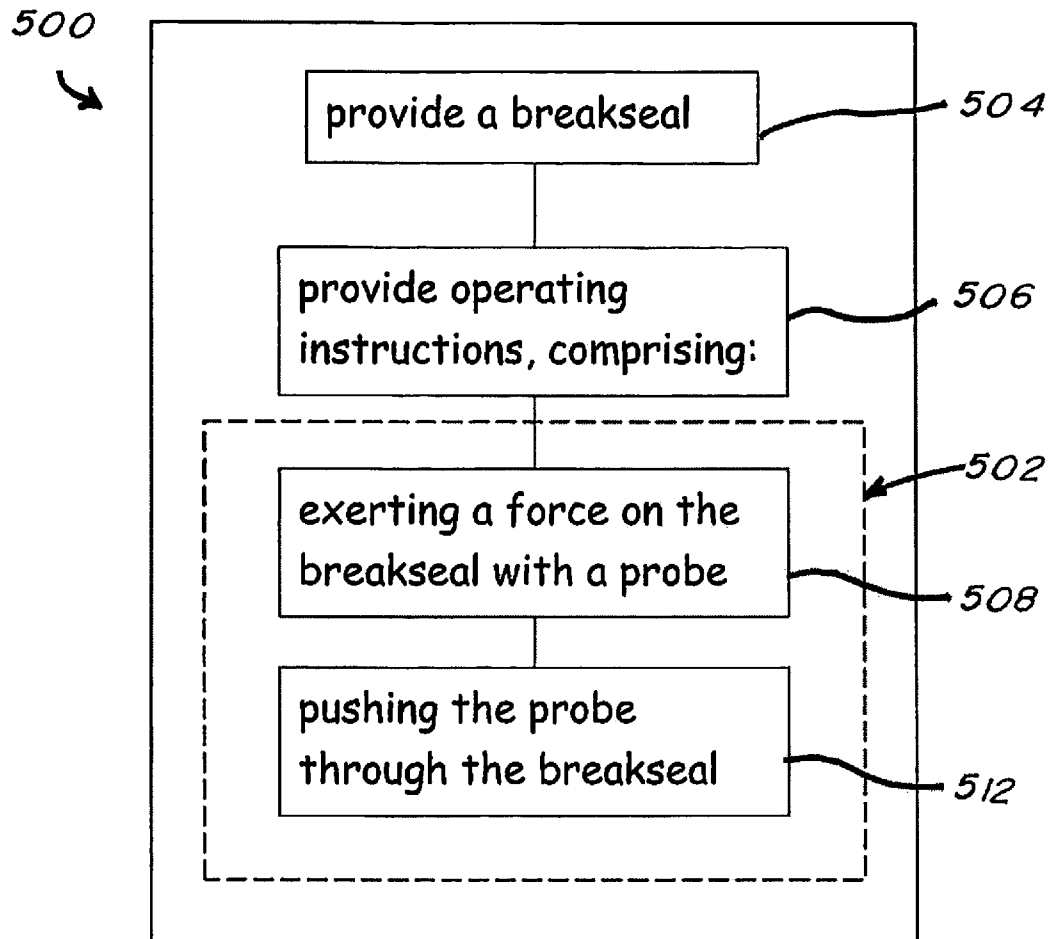 500
provide a breakseal
504
provide operating
instructions, comprising:
506
502
exerting a force on the
breakseal with a probe
508
pushing the probe
through the breakseal
512